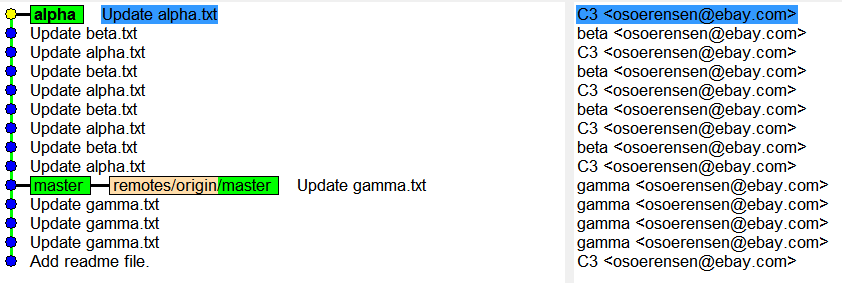 alpha Update alpha.txt C3 <osoerensen@ebay.com>
Update beta.txt beta <osoerensen@ebay.com>
Update alpha.txt C3 <osoerensen@ebay.com>
Update beta.txt beta <osoerensen@ebay.com>
Update alpha.txt C3 <osoerensen@ebay.com>
Update beta.txt beta <osoerensen@ebay.com>
Update alpha.txt C3 <osoerensen@ebay.com>
Update beta.txt beta <osoerensen@ebay.com>
Update alpha.txt C3 <osoerensen@ebay.com>
master remotes/origin/master Update gamma.txt gamma <osoerensen@ebay.com>
Update gamma.txt gamma <osoerensen@ebay.com>
Update gamma.txt gamma <osoerensen@ebay.com>
Update gamma.txt gamma <osoerensen@ebay.com>
Add readme file. C3 <osoerensen@ebay.com>